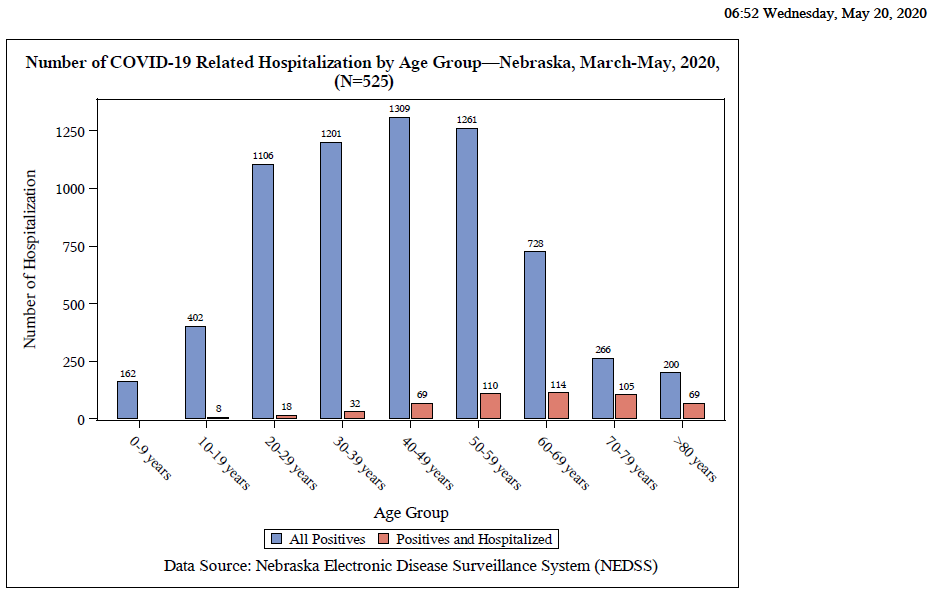 06:52 Wednesday, May 20, 2020
Number of COVID-19 Related Hospitalization by Age Group—Nebraska, March-May, 2020,
(N=525)
Number of Hospitalization
1250
1000
750
500
250
0
162
402
8
1106
18
1201
32
1309
69
1261
110
728
114
266
105
200
69
0-9 years
10-19 years
20-29 years
30-39 years
40-49 years
50-59 years
60-69 years
70-79 years
>80 years
Age Group
All Positives Positives and Hospitalized
Data Source: Nebraska Electronic Disease Surveillance System (NEDSS)